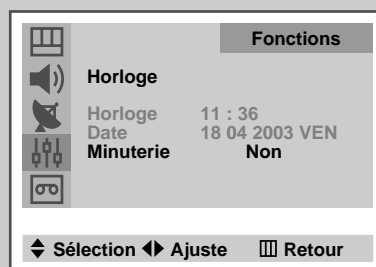 Fonctions
Horloge
Horloge 11 : 36
Date 18 04 2003 VEN
Minuterie Non
Sélection Ajuste Retour